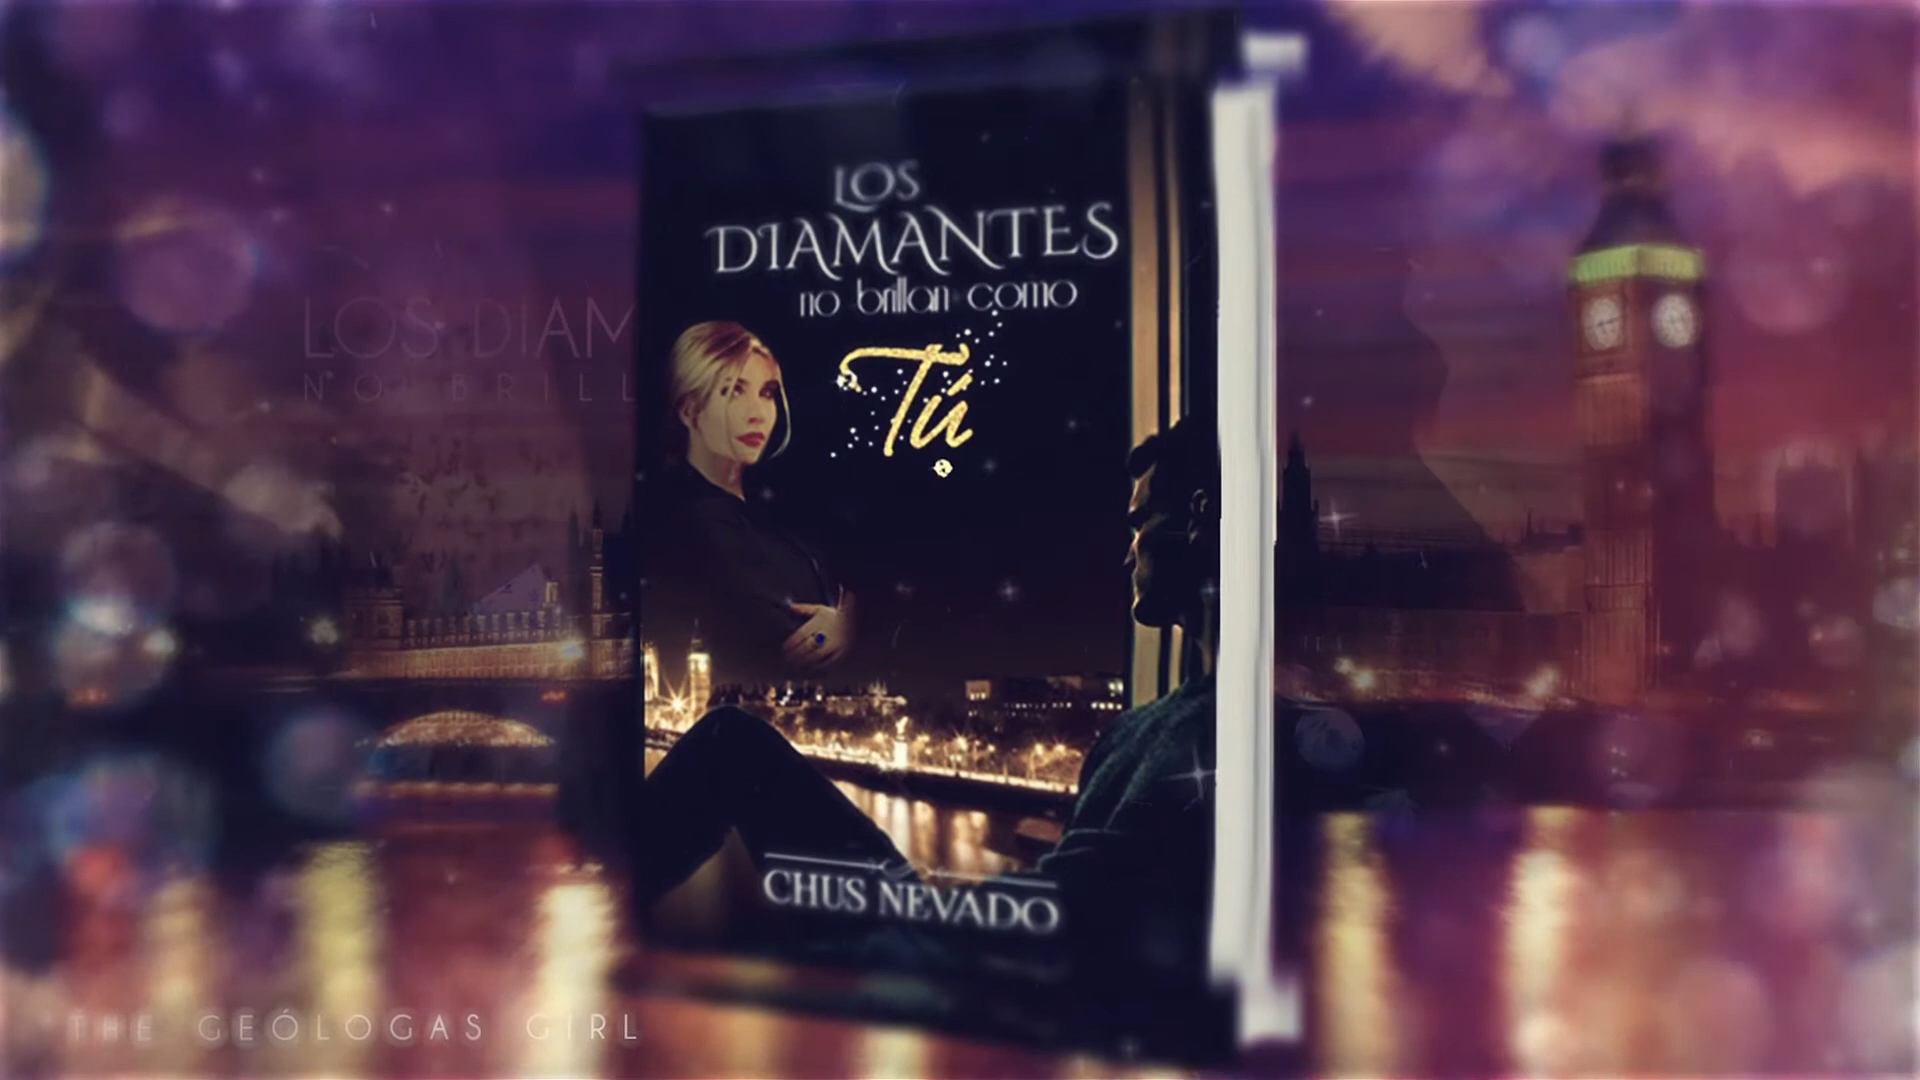 LOS
DIAMANTES
no brillan como
Tú
CHUS NEVADO
LOS DIAM
NO BRILL
THE GEÓLOGAS GIRL